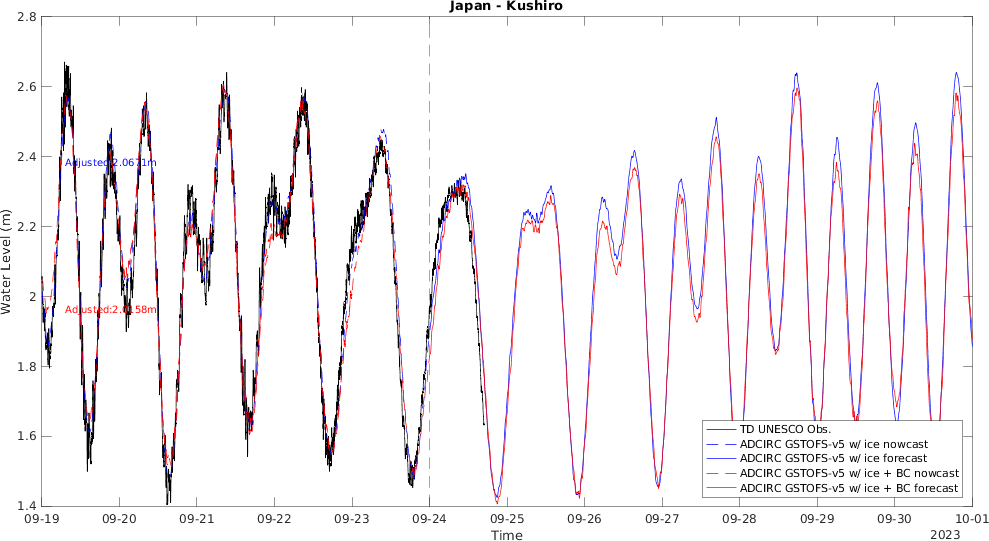 Japan - Kushiro
Water Level (m)
2.8
2.6
2.4
2.2
2
1.8
1.6
1.4
Adjusted:2.0671m
Adjusted:2.0158m
TD UNESCO Obs.
ADCIRC GSTOFS-v5 w/ ice nowcast
ADCIRC GSTOFS-v5 w/ ice forecast
ADCIRC GSTOFS-v5 w/ ice + BC nowcast
ADCIRC GSTOFS-v5 w/ ice + BC forecast
09-19 09-20 09-21 09-22 09-23 09-24 09-25 09-26 09-27 09-28 09-29 09-30 10-01
Time
2023